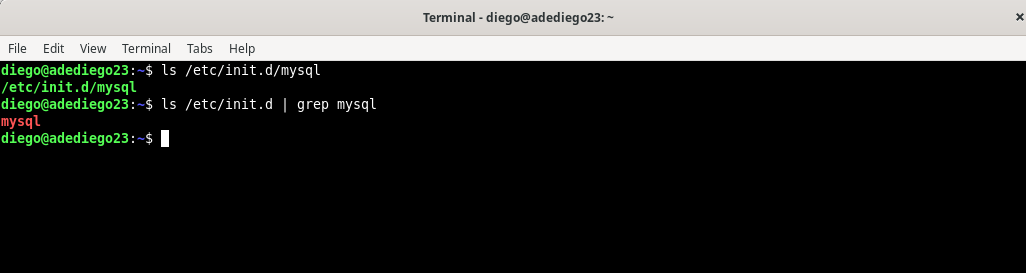 Terminal - diego@adediego23: ~
File Edit View Terminal Tabs Help
diego@adediego23:~$ ls /etc/init.d/mysql
/etc/init.d/mysql
diego@adediego23:~$ ls /etc/init.d | grep mysql
mysql
diego@adediego23:~$